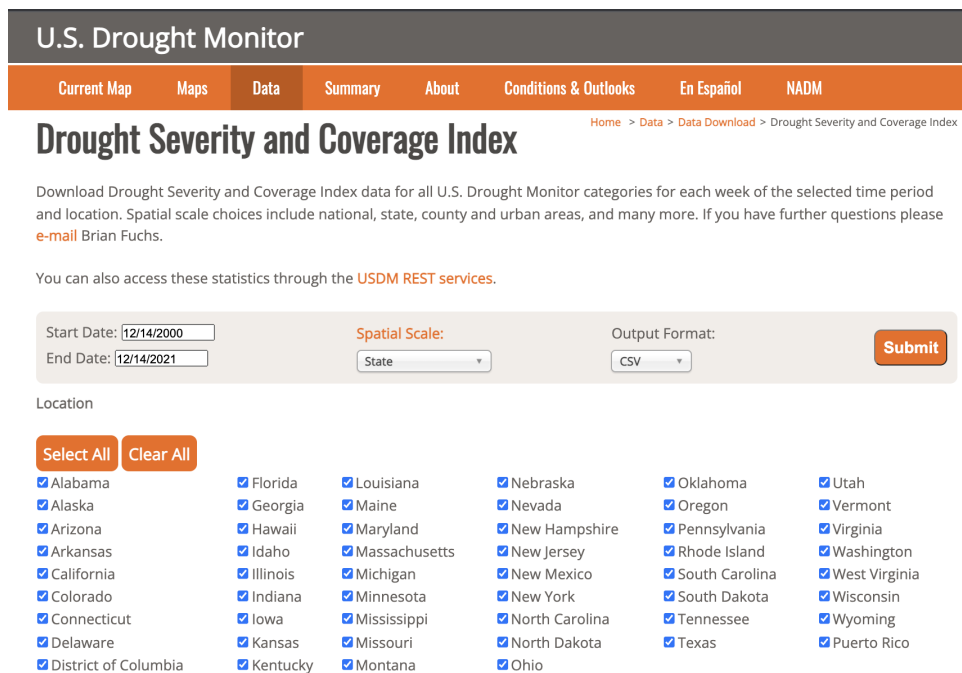 U.S. Drought Monitor
Current Map Maps Data Summary About Conditions & Outlooks En Español NADM
Home > Data > Data Download > Drought Severity and Coverage Index
Drought Severity and Coverage Index
Download Drought Severity and Coverage Index data for all U.S. Drought Monitor categories for each week of the selected time period
and location. Spatial scale choices include national, state, county and urban areas, and many more. If you have further questions please
e-mail Brian Fuchs.
You can also access these statistics through the USDM REST services.
Start Date: 12/14/2000 Spatial Scale: Output Format:
End Date: 12/14/2021 State CSV Submit
Location
Select All Clear All
Alabama Florida Louisiana Nebraska Oklahoma Utah
Alaska Georgia Maine Nevada Oregon Vermont
Arizona Hawaii Maryland New Hampshire Pennsylvania Virginia
Arkansas Idaho Massachusetts New Jersey Rhode Island Washington
California Illinois Michigan New Mexico South Carolina West Virginia
Colorado Indiana Minnesota New York South Dakota Wisconsin
Connecticut Iowa Mississippi North Carolina Tennessee Wyoming
Delaware Kansas Missouri North Dakota Texas Puerto Rico
District of Columbia Kentucky Montana Ohio